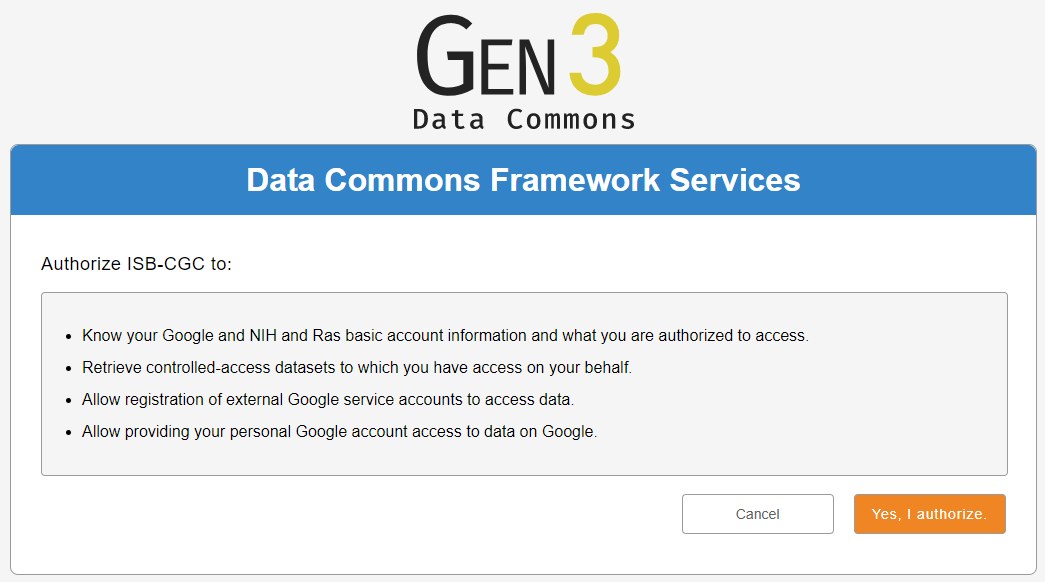 GEN3
Data Commons
Data Commons Framework Services
Authorize ISB-CGC to:
• Know your Google and NIH and Ras basic account information and what you are authorized to access.
• Retrieve controlled-access datasets to which you have access on your behalf.
• Allow registration of external Google service accounts to access data.
• Allow providing your personal Google account access to data on Google.
Cancel
Yes, I authorize.